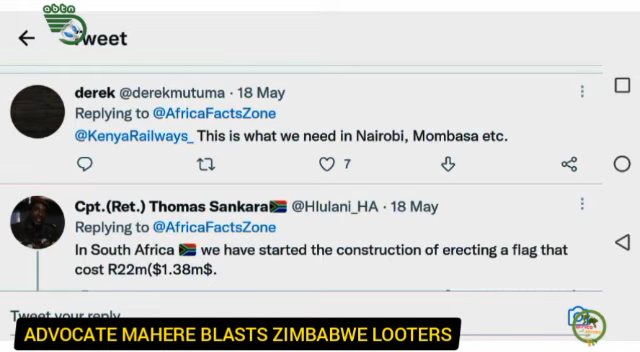 abtn
Tweet
derek @derekmutuma · 18 May
Replying to @AfricaFactsZone
@KenyaRailways_ This is what we need in Nairobi, Mombasa etc.
7
Cpt.(Ret.) Thomas Sankara🇿🇦 @Hlulani_HA · 18 May
Replying to @AfricaFactsZone
In South Africa 🇿🇦 we have started the construction of erecting a flag that
cost R22m($1.38m$.
Tweet your reply
ADVOCATE MAHERE BLASTS ZIMBABWE LOOTERS